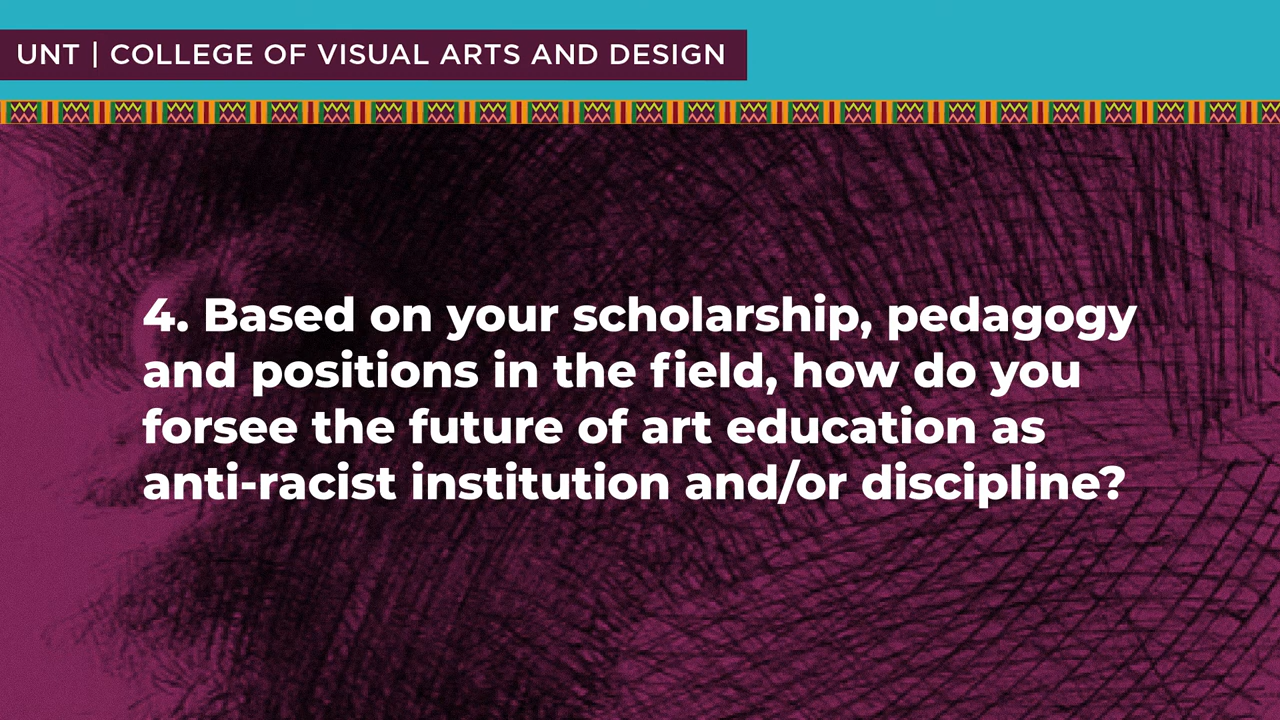 UNT | COLLEGE OF VISUAL ARTS AND DESIGN
4. Based on your scholarship, pedagogy
and positions in the field, how do you
forsee the future of art education as
anti-racist institution and/or discipline?